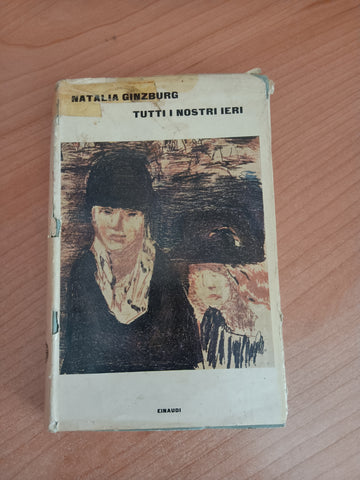 NATALIA GINZBURG
TUTTI I NOSTRI IERI
EINAUDI